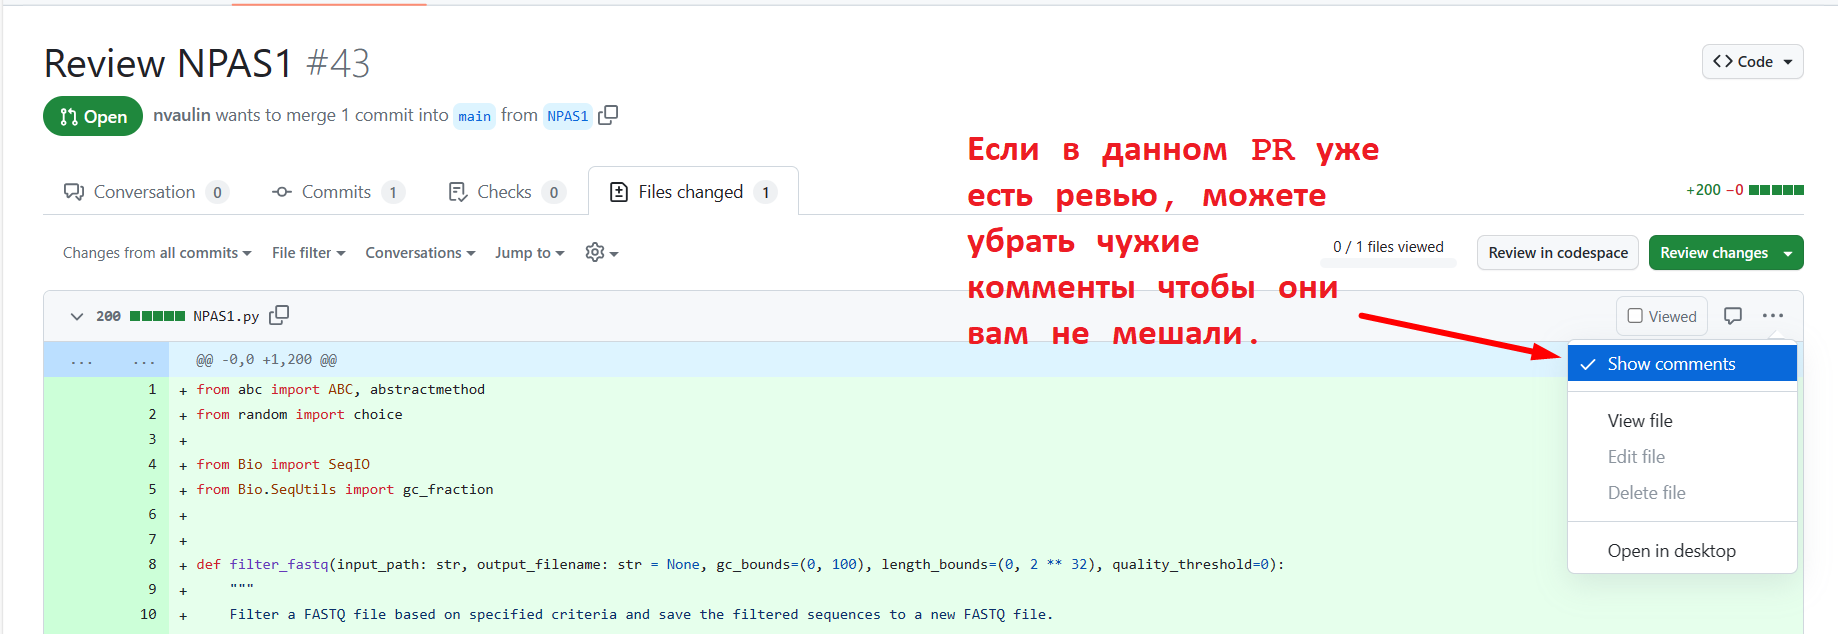 Review NPAS1 #43
<> Code
Open
nvaulin wants to merge 1 commit into main from NPAS1
Если в данном PR уже
есть ревью, можете
убрать чужие
комменты чтобы они
вам не мешали.
Conversation 0
Commits 1
Checks 0
Files changed 1
+200 −0
Changes from all commits
File filter
Conversations
Jump to
0 / 1 files viewed
Review in codespace
Review changes
200 NPAS1.py
Viewed
...
... ... @@ -0,0 +1,200 @@
Show comments
View file
Edit file
Delete file
Open in desktop
1 + from abc import ABC, abstractmethod
2 + from random import choice
3 +
4 + from Bio import SeqIO
5 + from Bio.SeqUtils import gc_fraction
6 +
7 +
8 + def filter_fastq(input_path: str, output_filename: str = None, gc_bounds=(0, 100), length_bounds=(0, 2 ** 32), quality_threshold=0):
9 + """
10 + Filter a FASTQ file based on specified criteria and save the filtered sequences to a new FASTQ file.